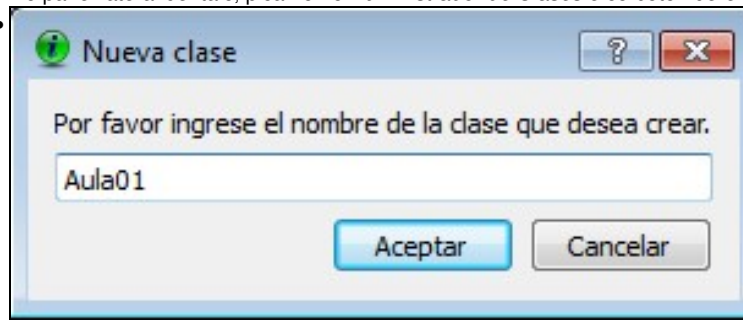 Nueva clase
Por favor ingrese el nombre de la clase que desea crear.
Aula01
Aceptar Cancelar